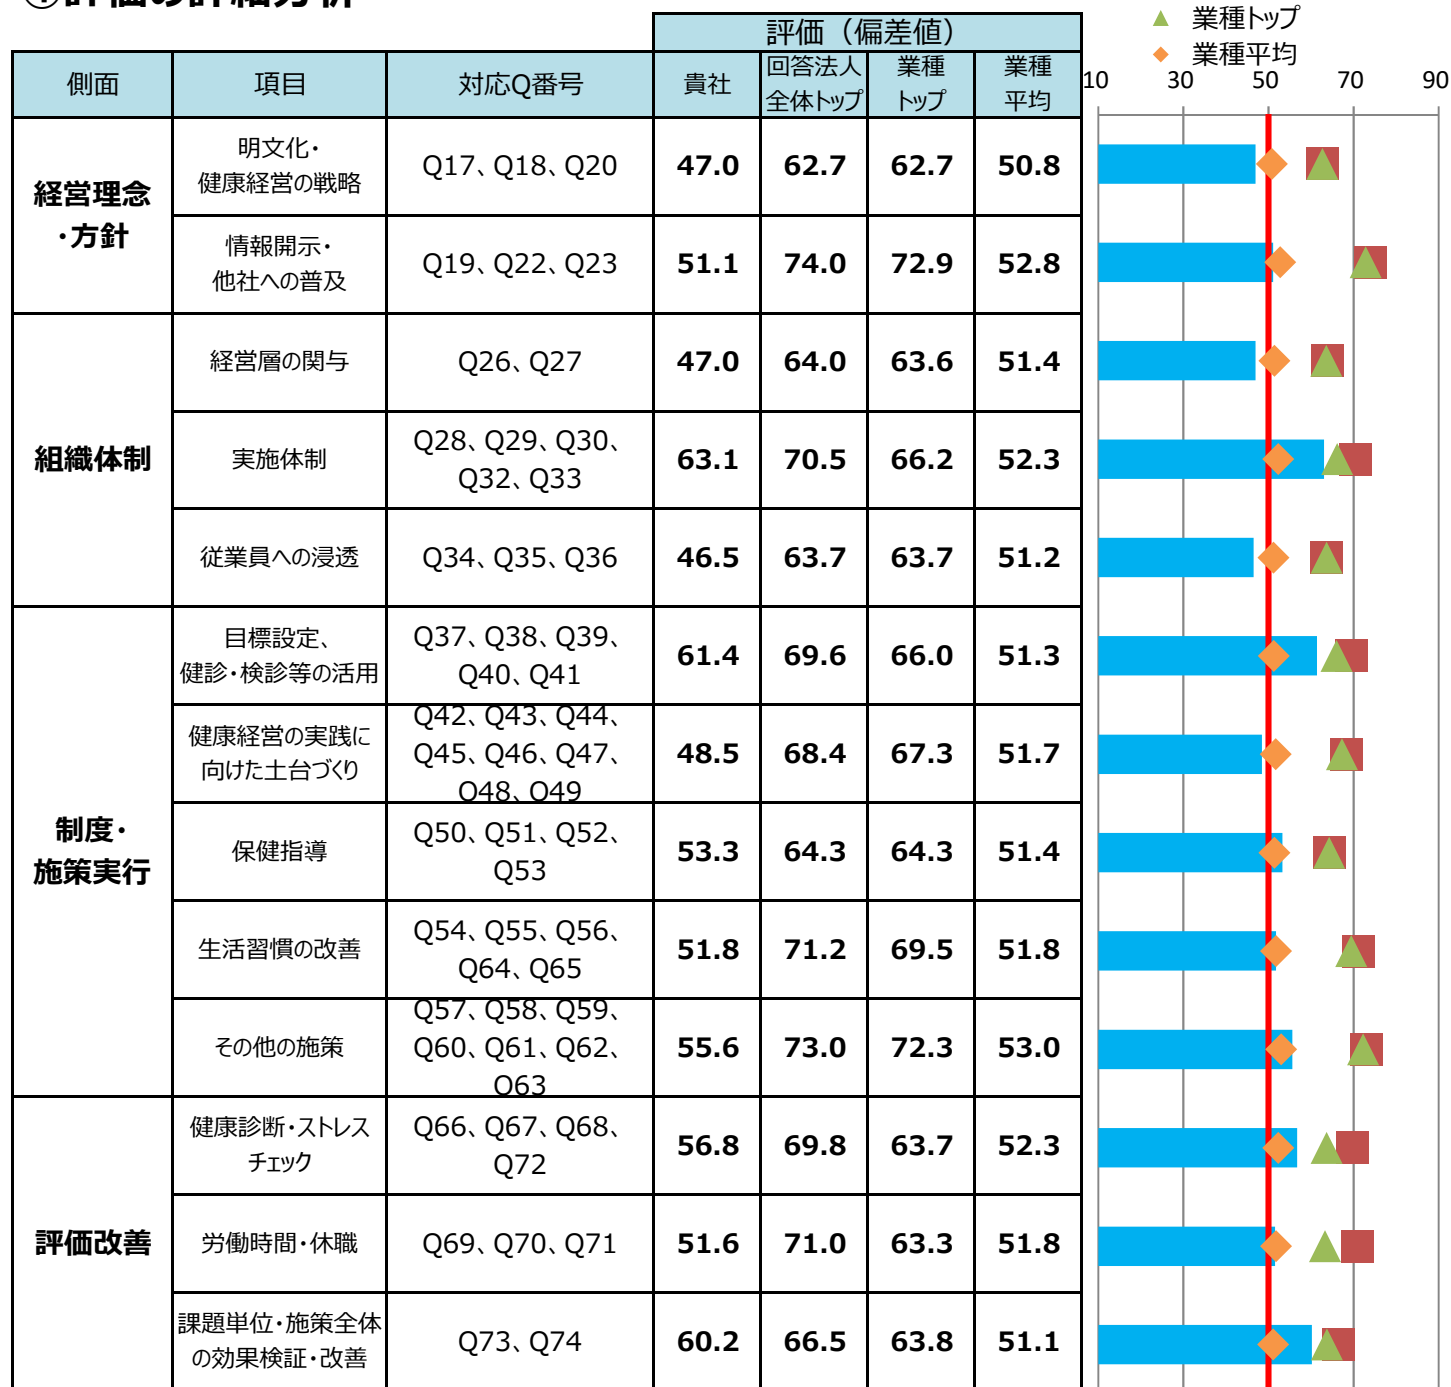 ①評価の詳細分析
▲ 業種トップ
◆ 業種平均
評価（偏差値）
側面 項目 対応Q番号 貴社 回答法人 業種 業種
全体トップ トップ 平均
10 30 50 70 90
経営理念
・方針
明文化・
健康経営の戦略
Q17、Q18、Q20 47.0 62.7 62.7 50.8
情報開示・
他社への普及
Q19、Q22、Q23 51.1 74.0 72.9 52.8
組織体制
経営層の関与 Q26、Q27 47.0 64.0 63.6 51.4
実施体制
Q28、Q29、Q30、
Q32、Q33
63.1 70.5 66.2 52.3
従業員への浸透 Q34、Q35、Q36 46.5 63.7 63.7 51.2
制度・
施策実行
目標設定、
健診・検診等の活用
Q37、Q38、Q39、
Q40、Q41
61.4 69.6 66.0 51.3
健康経営の実践に
向けた土台づくり
Q42、Q43、Q44、
Q45、Q46、Q47、
Q48、Q49
48.5 68.4 67.3 51.7
保健指導
Q50、Q51、Q52、
Q53
53.3 64.3 64.3 51.4
生活習慣の改善
Q54、Q55、Q56、
Q64、Q65
51.8 71.2 69.5 51.8
その他の施策
Q57、Q58、Q59、
Q60、Q61、Q62、
Q63
55.6 73.0 72.3 53.0
評価改善
健康診断・ストレス
チェック
Q66、Q67、Q68、
Q72
56.8 69.8 63.7 52.3
労働時間・休職 Q69、Q70、Q71 51.6 71.0 63.3 51.8
課題単位・施策全体
の効果検証・改善
Q73、Q74 60.2 66.5 63.8 51.1